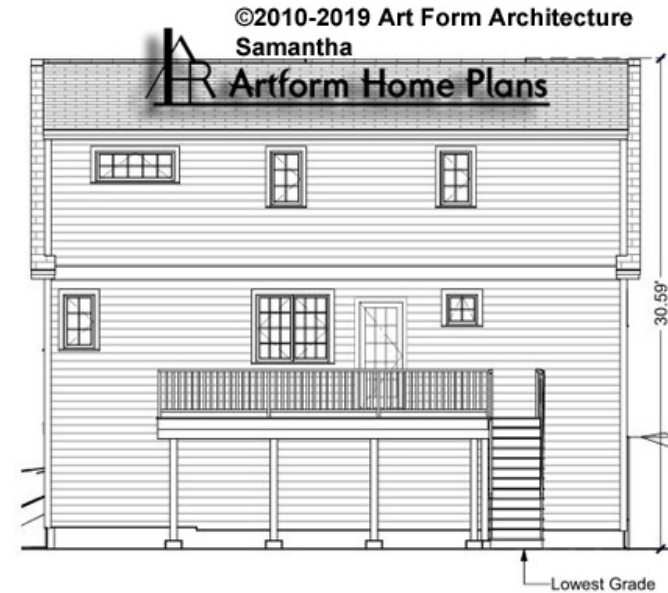 ©2010-2019 Art Form Architecture
Samantha
Artform Home Plans
30.59'
Lowest Grade